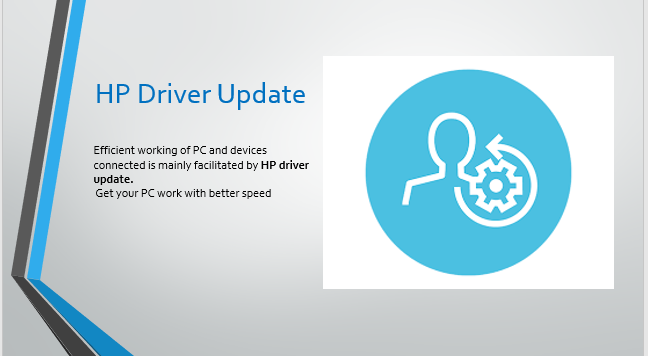 HP Driver Update
Efficient working of PC and devices
connected is mainly facilitated by HP driver
update.
Get your PC work with better speed